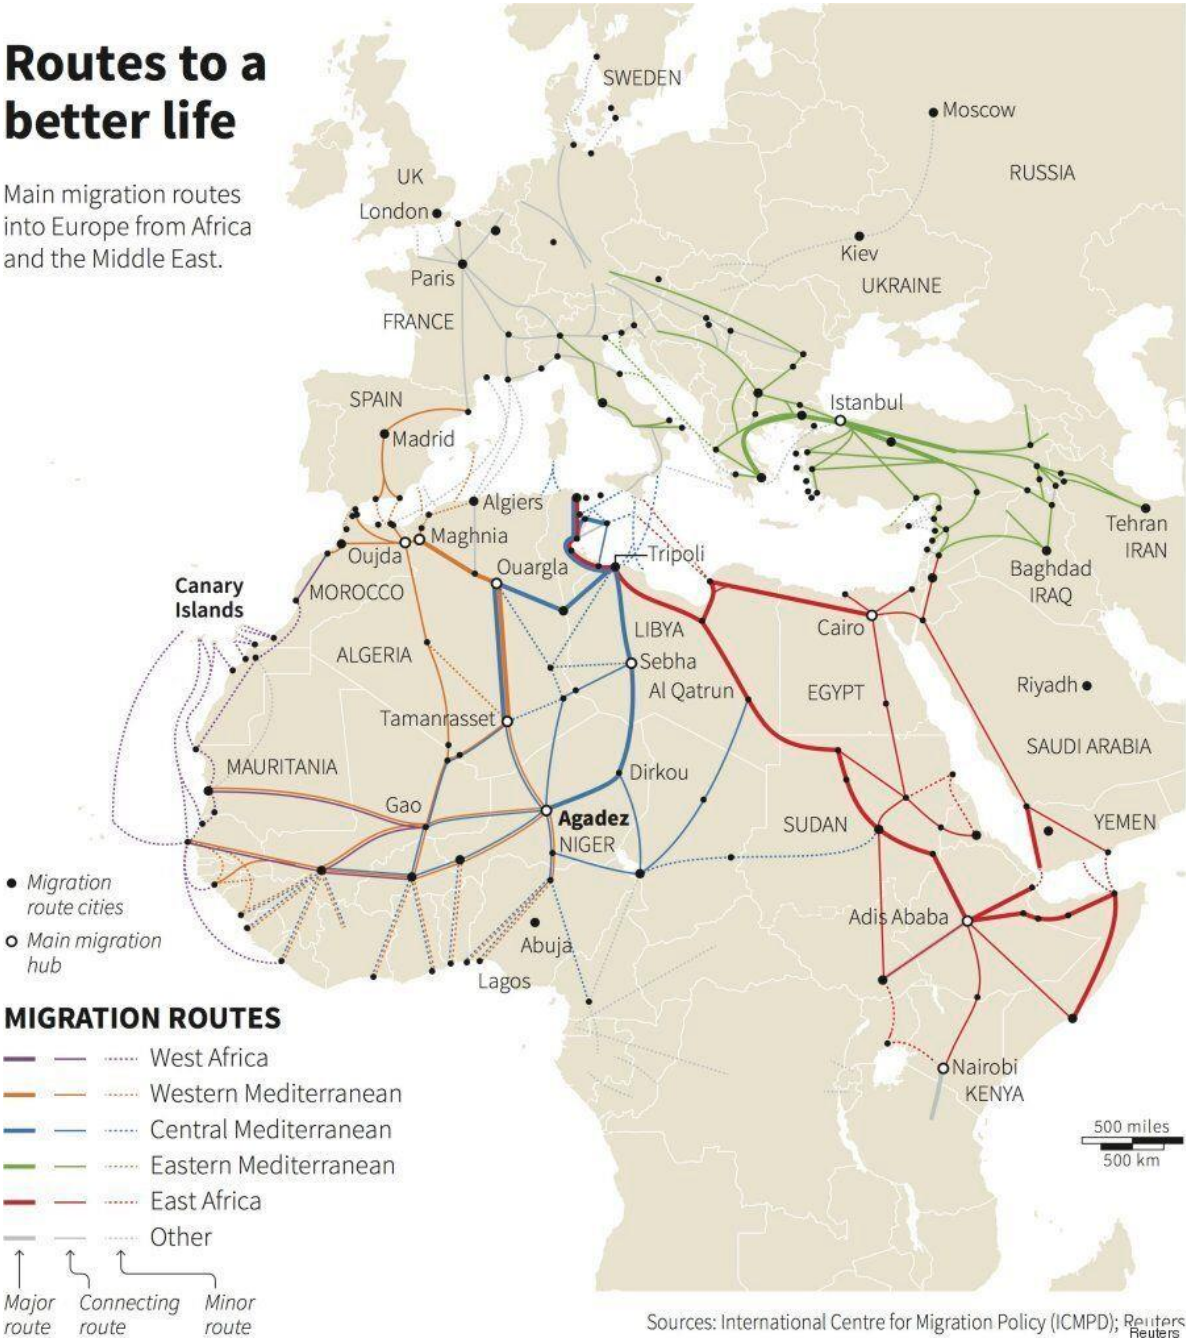 Routes to a
better life
Main migration routes
into Europe from Africa
and the Middle East.
SWEDEN
Moscow
RUSSIA
UK
London
Kiev
UKRAINE
Paris
FRANCE
SPAIN
Madrid
Istanbul
Algiers
Maghnia
Oujda
Ouargla
Tripoli
Tehran
IRAN
Baghdad
IRAQ
Canary
Islands
MOROCCO
ALGERIA
LIBYA
Cairo
Sebha
Al Qatrun
EGYPT
Riyadh
SAUDI ARABIA
Tamanrasset
MAURITANIA
Gao
Dirkou
Agadez
NIGER
SUDAN
YEMEN
Adis Ababa
Abuja
Lagos
Nairobi
KENYA
Migration
route cities
Main migration
hub
MIGRATION ROUTES
West Africa
Western Mediterranean
Central Mediterranean
Eastern Mediterranean
East Africa
Other
Major
route
Connecting
route
Minor
route
500 miles
500 km
Sources: International Centre for Migration Policy (ICMPD); Reuters
Reuters